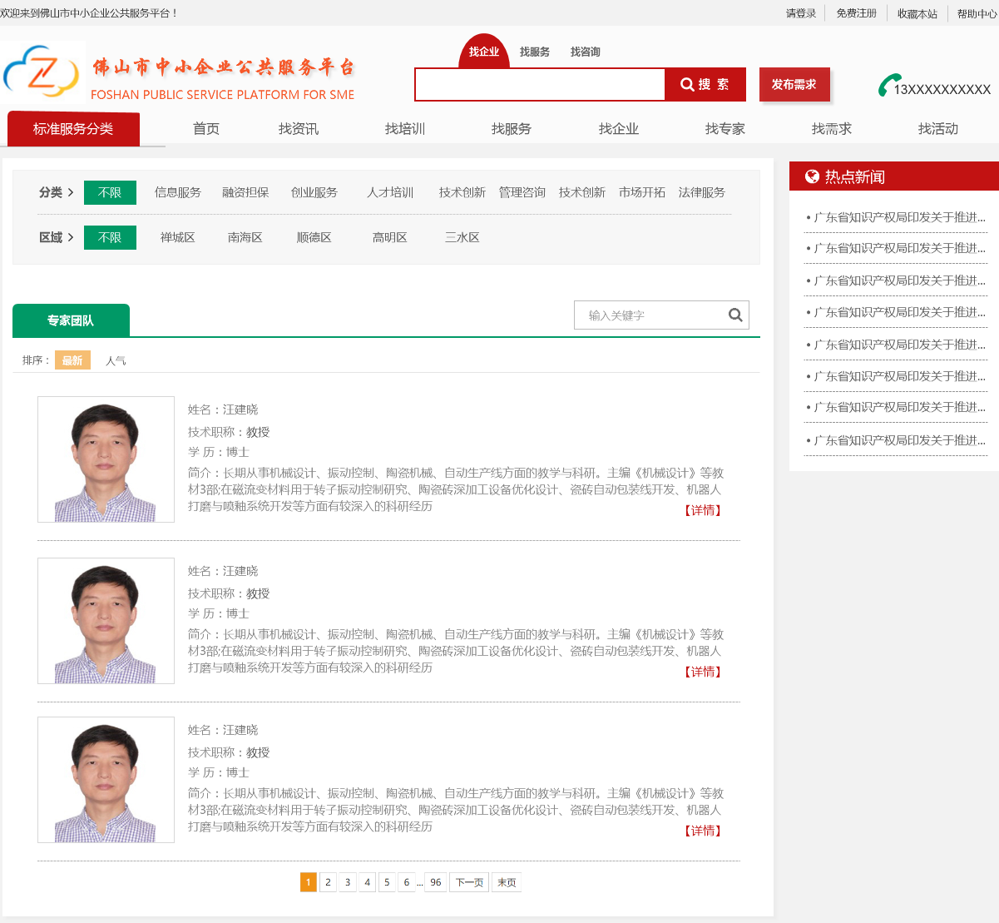 欢迎来到佛山市中小企业公共服务平台！
请登录 免费注册 收藏本站 帮助中心
找企业 找服务 找咨询
佛山市中小企业公共服务平台
FOSHAN PUBLIC SERVICE PLATFORM FOR SME
搜 索
发布需求
13XXXXXXXXXX
标准服务分类 首页 找资讯 找培训 找服务 找企业 找专家 找需求 找活动
分类 不限 信息服务 融资担保 创业服务 人才培训 技术创新 管理咨询 技术创新 市场开拓 法律服务
区域 不限 禅城区 南海区 顺德区 高明区 三水区
专家团队
输入关键字
排序： 最新 人气
姓名：汪建晓
技术职称：教授
学 历：博士
简介：长期从事机械设计、振动控制、陶瓷机械、自动生产线方面的教学与科研。主编《机械设计》等教
材3部;在磁流变材料用于转子振动控制研究、陶瓷砖深加工设备优化设计、瓷砖自动包装线开发、机器人
打磨与喷釉系统开发等方面有较深入的科研经历
【详情】
姓名：汪建晓
技术职称：教授
学 历：博士
简介：长期从事机械设计、振动控制、陶瓷机械、自动生产线方面的教学与科研。主编《机械设计》等教
材3部;在磁流变材料用于转子振动控制研究、陶瓷砖深加工设备优化设计、瓷砖自动包装线开发、机器人
打磨与喷釉系统开发等方面有较深入的科研经历
【详情】
姓名：汪建晓
技术职称：教授
学 历：博士
简介：长期从事机械设计、振动控制、陶瓷机械、自动生产线方面的教学与科研。主编《机械设计》等教
材3部;在磁流变材料用于转子振动控制研究、陶瓷砖深加工设备优化设计、瓷砖自动包装线开发、机器人
打磨与喷釉系统开发等方面有较深入的科研经历
【详情】
1 2 3 4 5 6 ... 96 下一页 末页
热点新闻
• 广东省知识产权局印发关于推进...
• 广东省知识产权局印发关于推进...
• 广东省知识产权局印发关于推进...
• 广东省知识产权局印发关于推进...
• 广东省知识产权局印发关于推进...
• 广东省知识产权局印发关于推进...
• 广东省知识产权局印发关于推进...
• 广东省知识产权局印发关于推进...